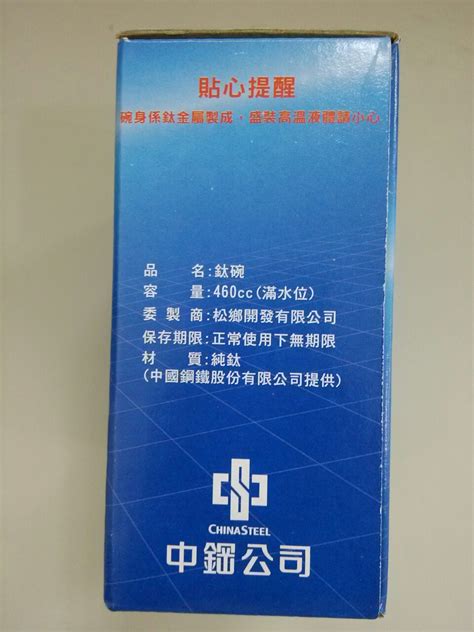 貼心提醒
碗身係鈦金屬製成，盛裝高溫液體請小心
品　　名:鈦碗
容　　量:460cc(滿水位)
委 製 商:松鄉開發有限公司
保存期限:正常使用下無期限
材　　質:純鈦
(中國鋼鐵股份有限公司提供)
CHINA STEEL
中鋼公司